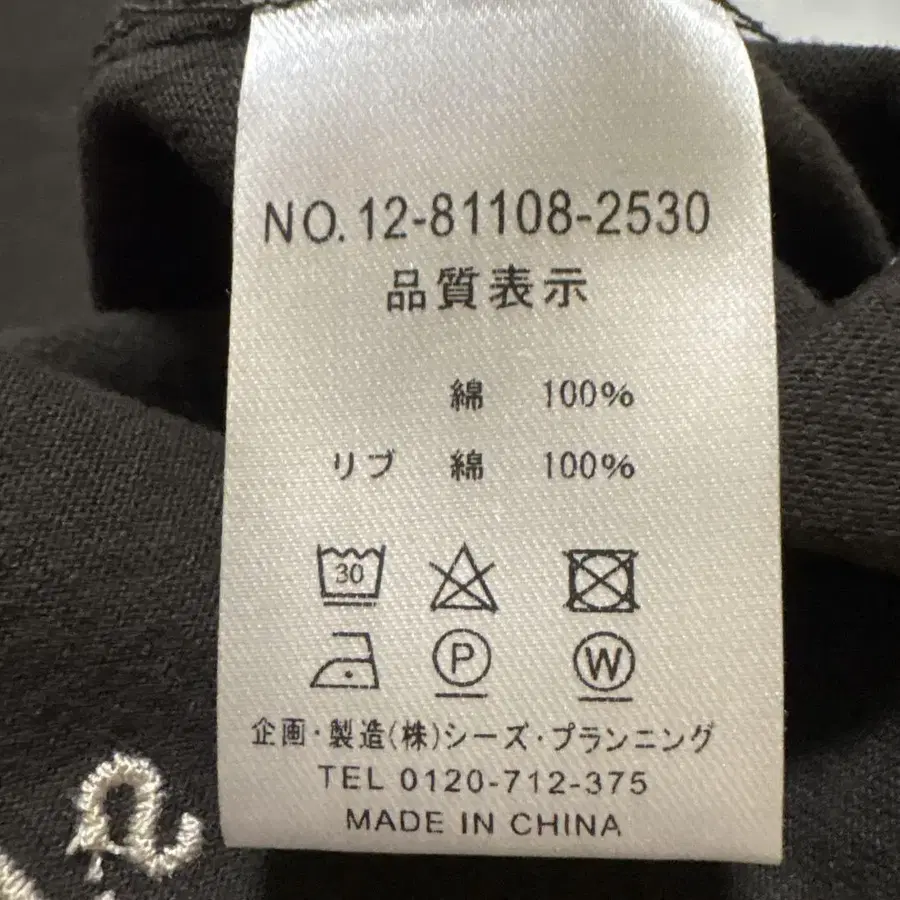 NO. 12-81108-2530
品質表示
綿 100%
リブ 綿 100%
30
P W
企画・製造(株)シーズ・プランニング
TEL 0120-712-375
MADE IN CHINA